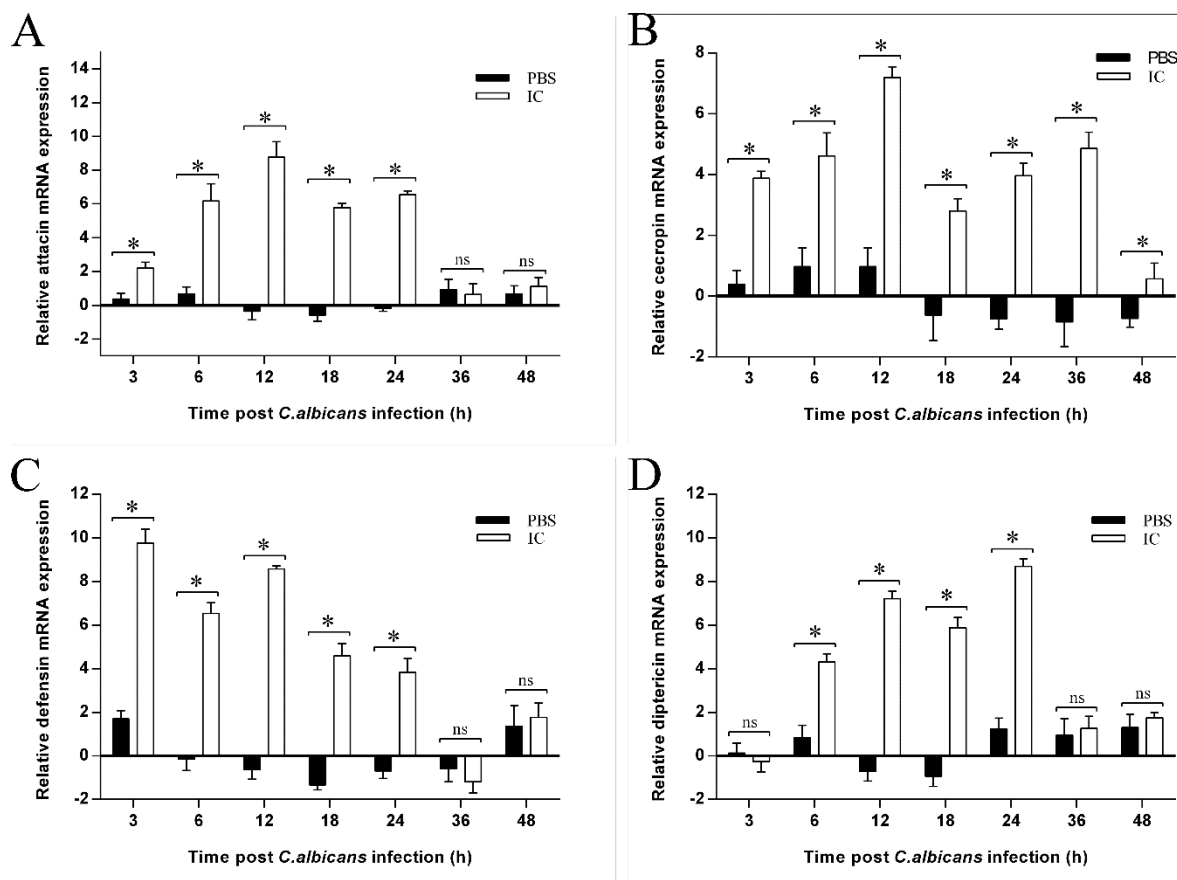 A
Relative attacin mRNA expression
14
12
10
8
6
4
2
0
-2
PBS
IC
*
*
*
*
*
ns
ns
3 6 12 18 24 36 48
Time post C.albicans infection (h)
B
Relative cecropin mRNA expression
8
6
4
2
0
-2
PBS
IC
*
*
*
*
*
*
*
3 6 12 18 24 36 48
Time post C.albicans infection (h)
C
Relative defensin mRNA expression
12
10
8
6
4
2
0
-2
PBS
IC
*
*
*
*
*
ns
ns
3 6 12 18 24 36 48
Time post C.albicans infection (h)
D
Relative diptericin mRNA expression
12
10
8
6
4
2
0
-2
PBS
IC
ns
*
*
*
*
ns
ns
3 6 12 18 24 36 48
Time post C.albicans infection (h)